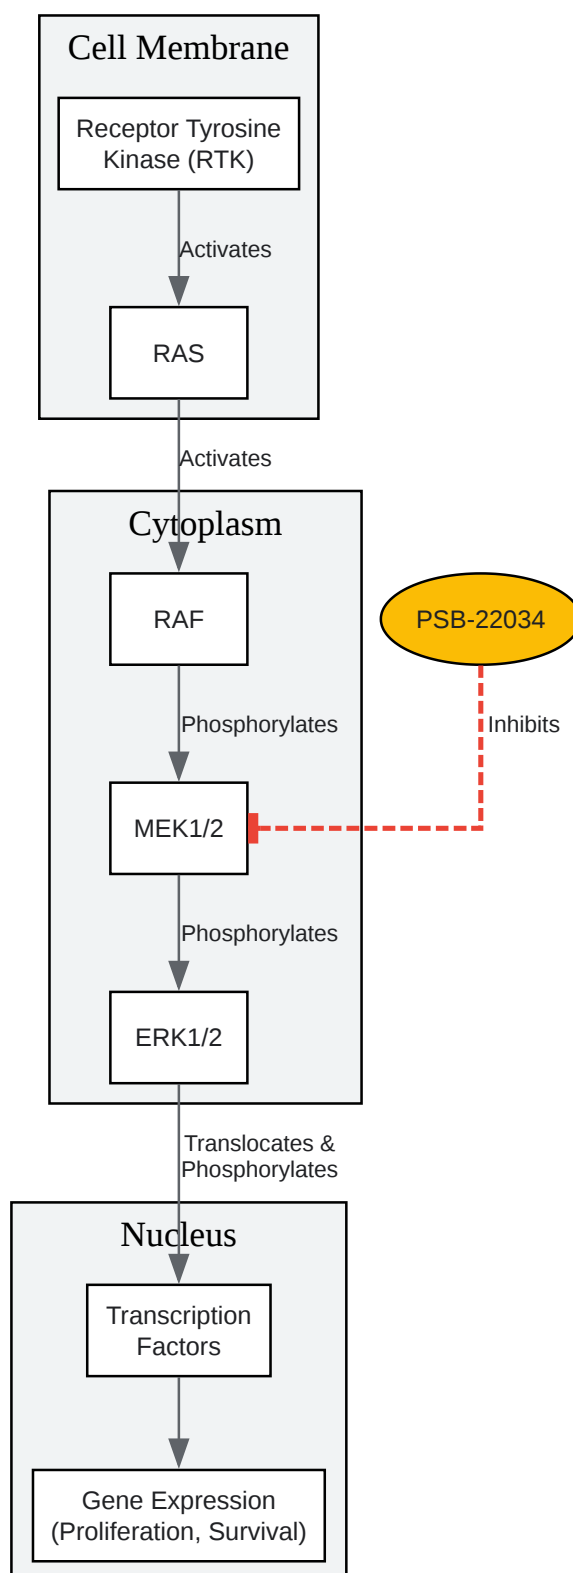 Cell Membrane
Receptor Tyrosine
Kinase (RTK)
Activates
RAS
Activates
Cytoplasm
RAF
PSB-22034
Phosphorylates
Inhibits
MEK1/2
Phosphorylates
ERK1/2
Translocates &
Phosphorylates
Nucleus
Transcription
Factors
Gene Expression
(Proliferation, Survival)